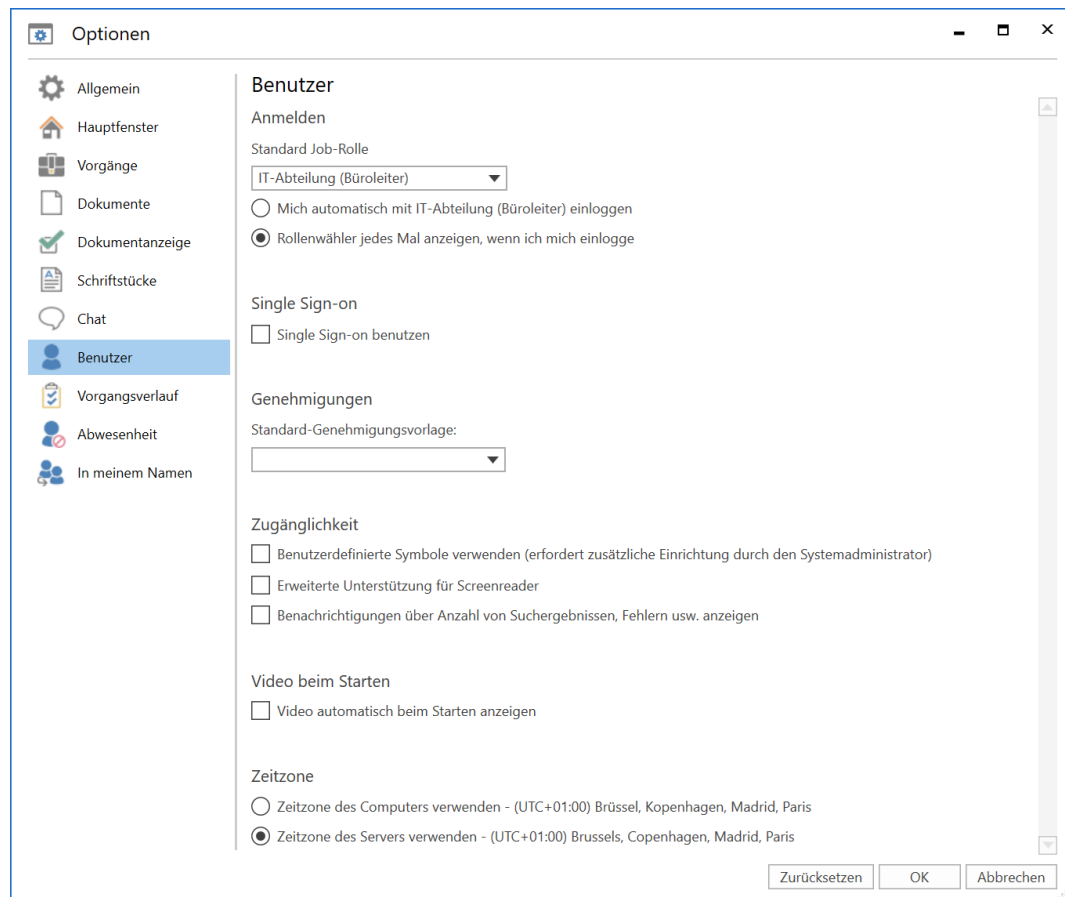 Optionen
Allgemein
Hauptfenster
Vorgänge
Dokumente
Dokumentanzeige
Schriftstücke
Chat
Benutzer
Vorgangsverlauf
Abwesenheit
In meinem Namen
Benutzer
Anmelden
Standard Job-Rolle
IT-Abteilung (Büroleiter)
Mich automatisch mit IT-Abteilung (Büroleiter) einloggen
Rollenwähler jedes Mal anzeigen, wenn ich mich einlogge
Single Sign-on
Single Sign-on benutzen
Genehmigungen
Standard-Genehmigungsvorlage:
Zugänglichkeit
Benutzerdefinierte Symbole verwenden (erfordert zusätzliche Einrichtung durch den Systemadministrator)
Erweiterte Unterstützung für Screenreader
Benachrichtigungen über Anzahl von Suchergebnissen, Fehlern usw. anzeigen
Video beim Starten
Video automatisch beim Starten anzeigen
Zeitzone
Zeitzone des Computers verwenden - (UTC+01:00) Brüssel, Kopenhagen, Madrid, Paris
Zeitzone des Servers verwenden - (UTC+01:00) Brussels, Copenhagen, Madrid, Paris
Zurücksetzen
OK
Abbrechen